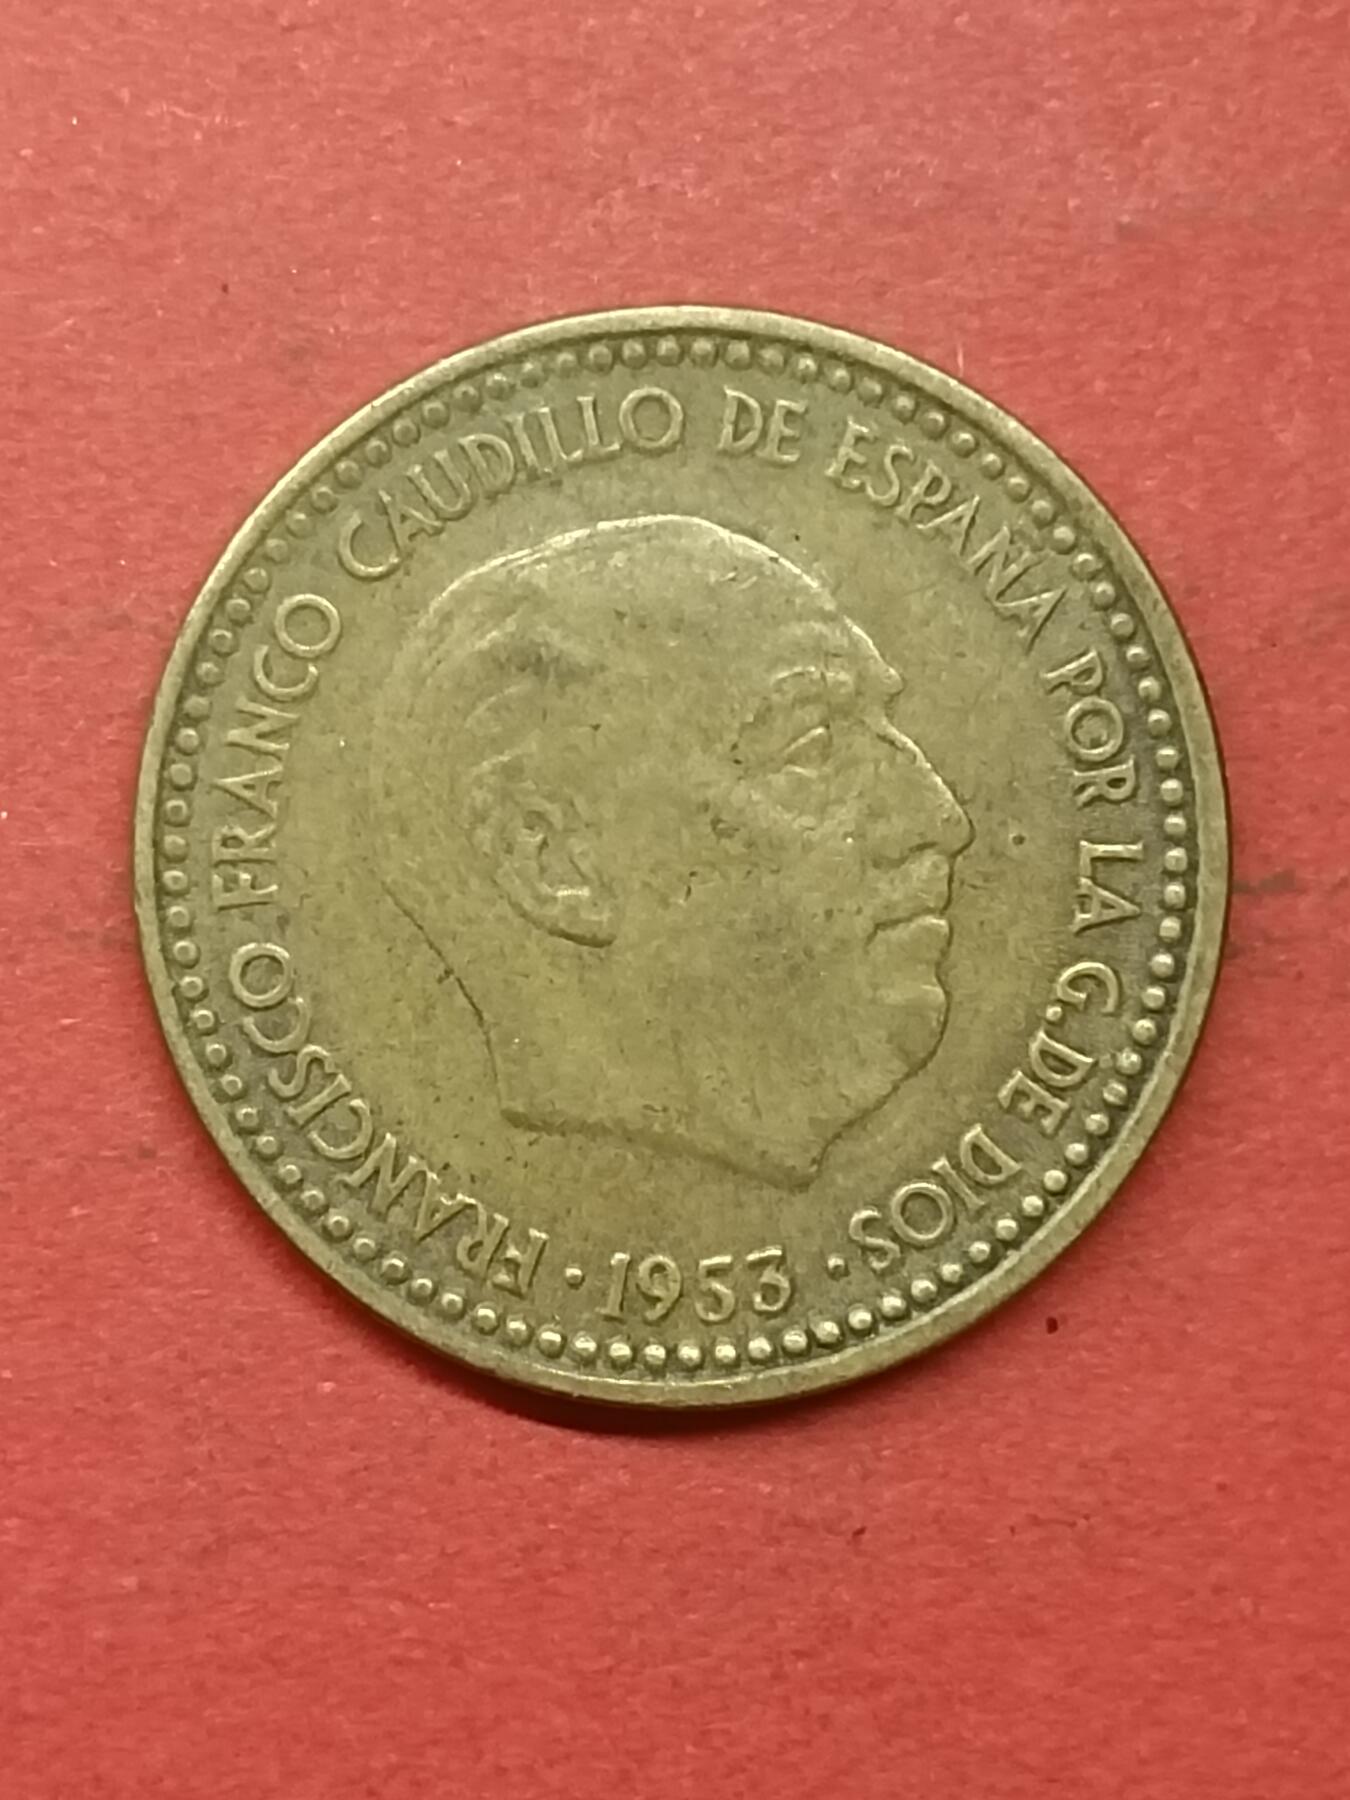 FRANCISCO FRANCO CAUDILLO DE ESPAÑA POR LA G.DE DIOS
· 1953 ·